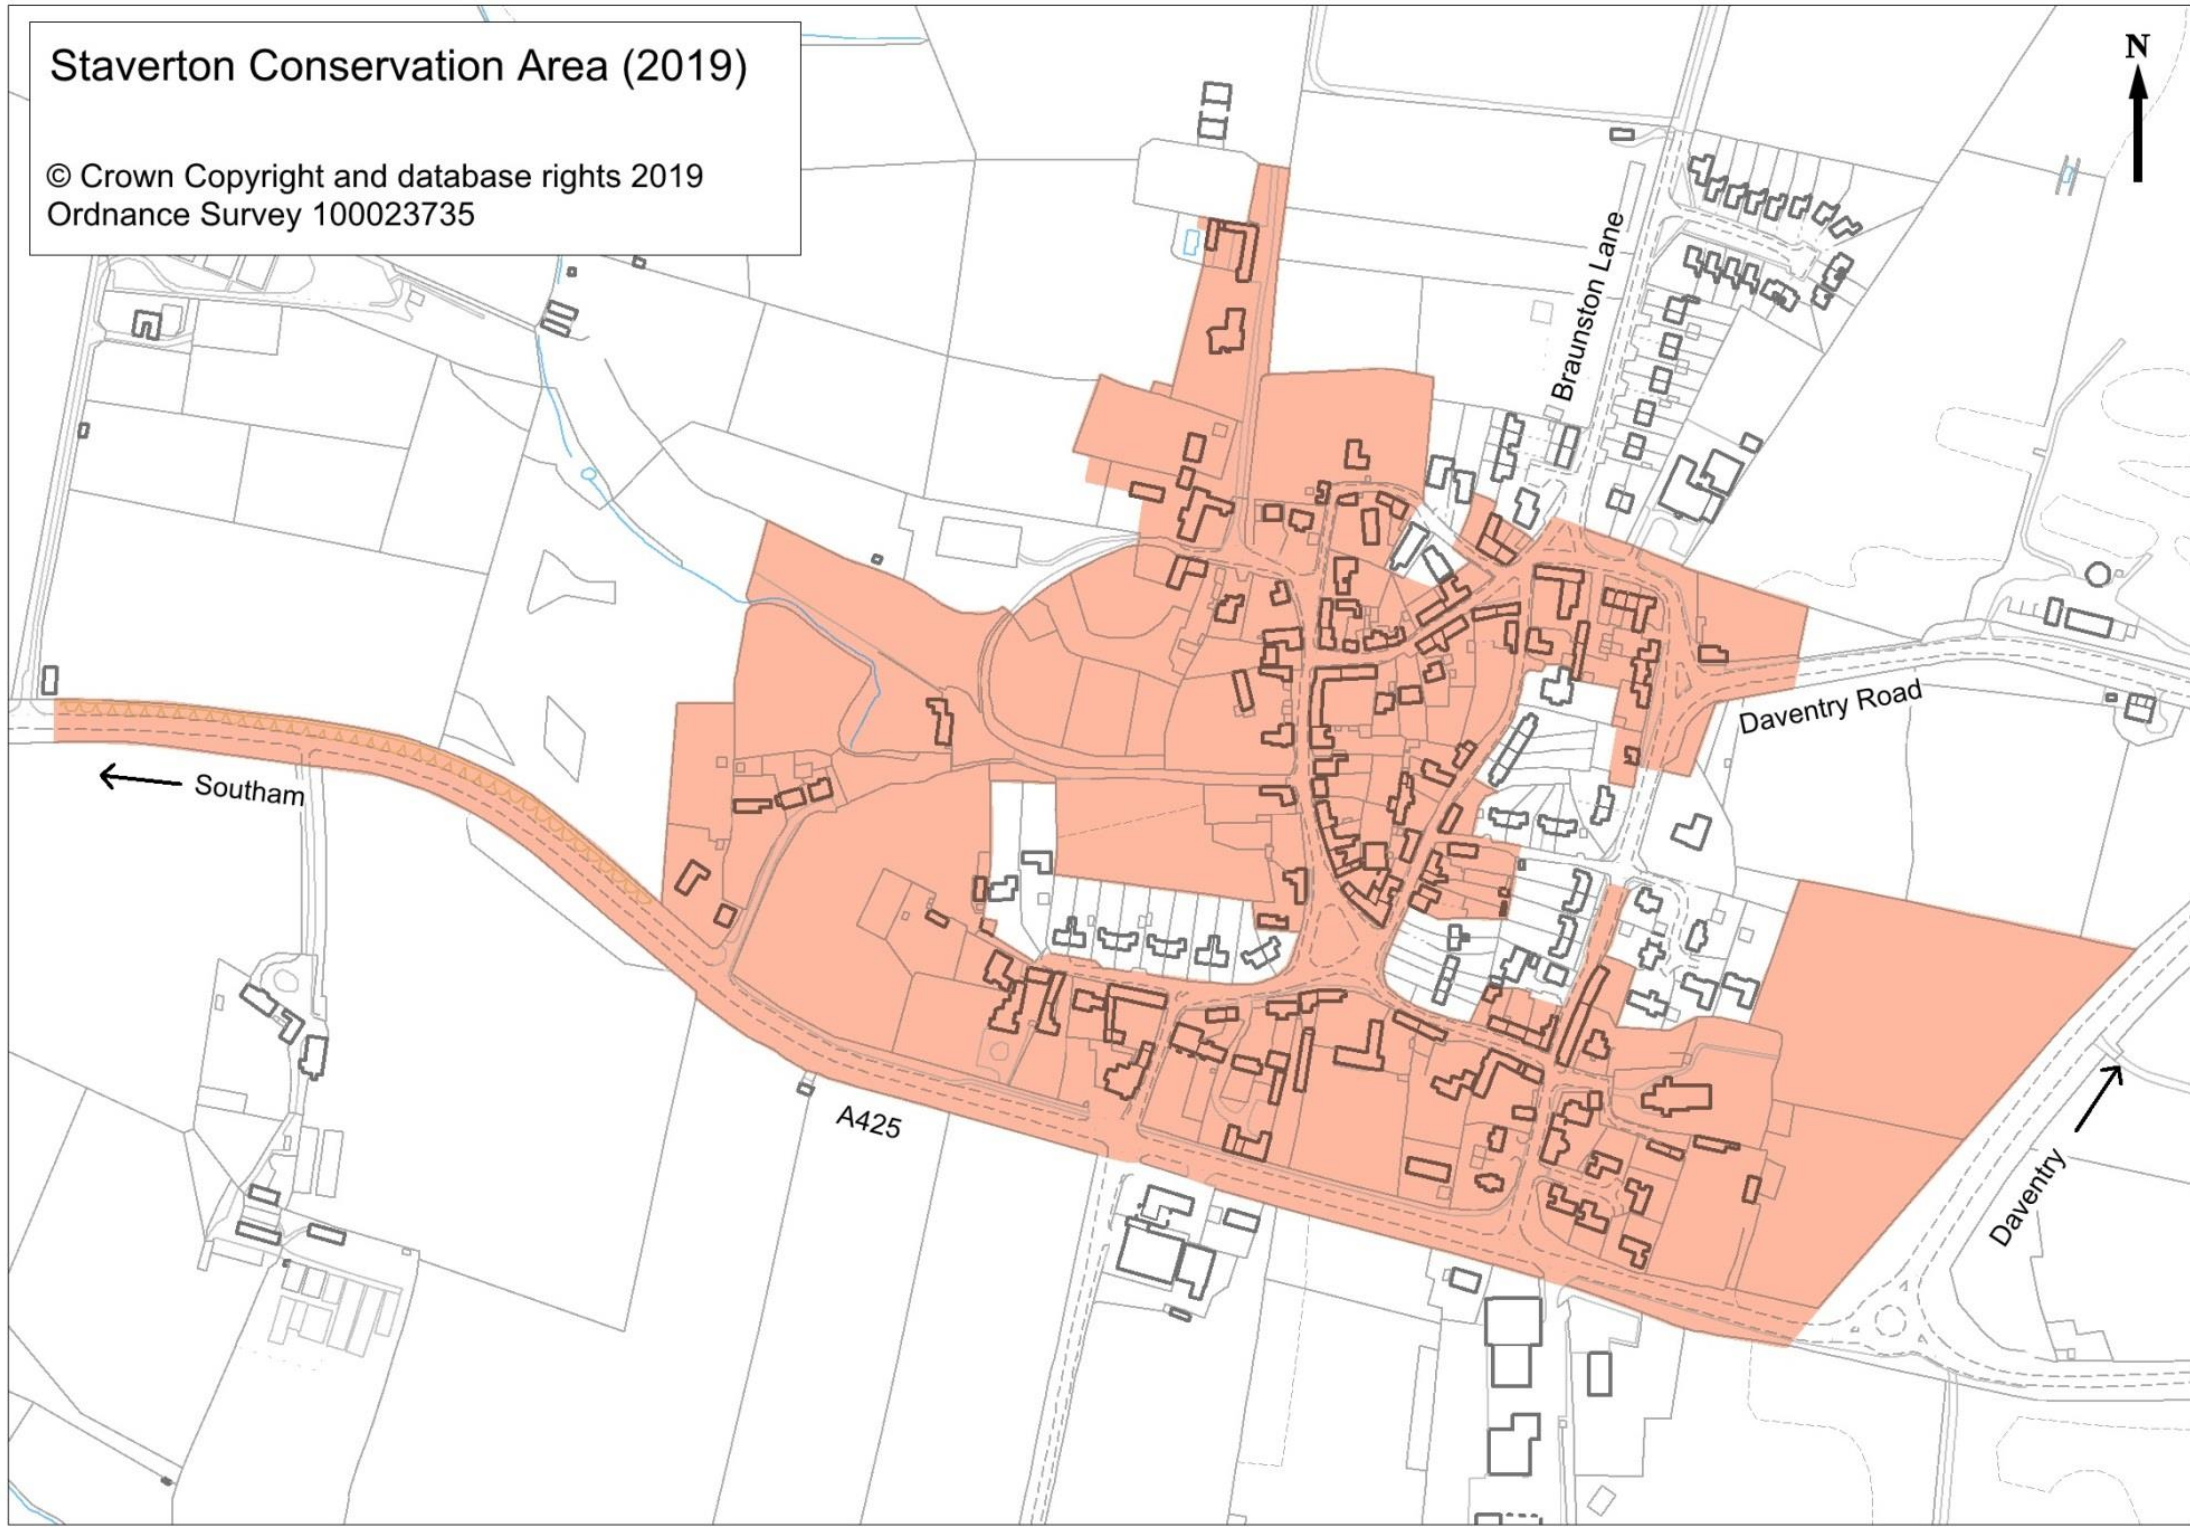 Staverton Conservation Area (2019)
© Crown Copyright and database rights 2019
Ordnance Survey 100023735
N
Braunston Lane
Daventry Road
Southam
A425
Daventry